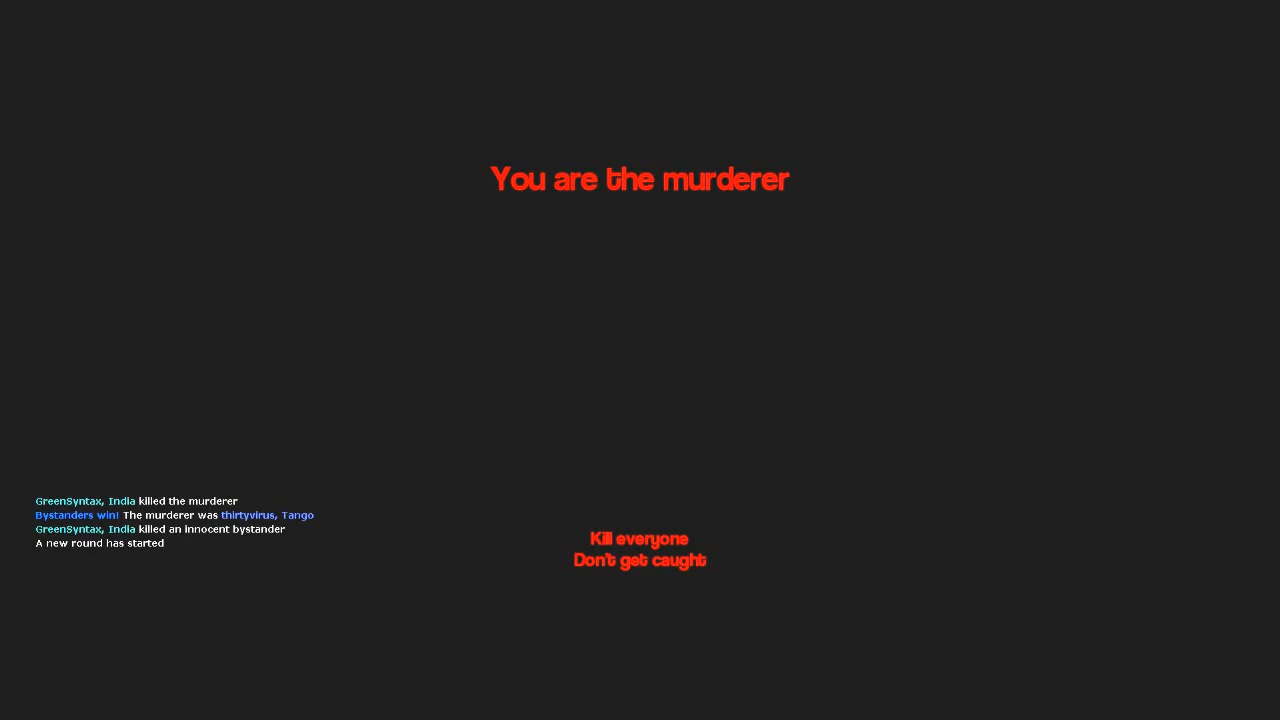 You are the murderer
GreenSyntax, India killed the murderer
Bystanders win! The murderer was thirtyvirus, Tango
GreenSyntax, India killed an innocent bystander
A new round has started
Kill everyone
Don't get caught